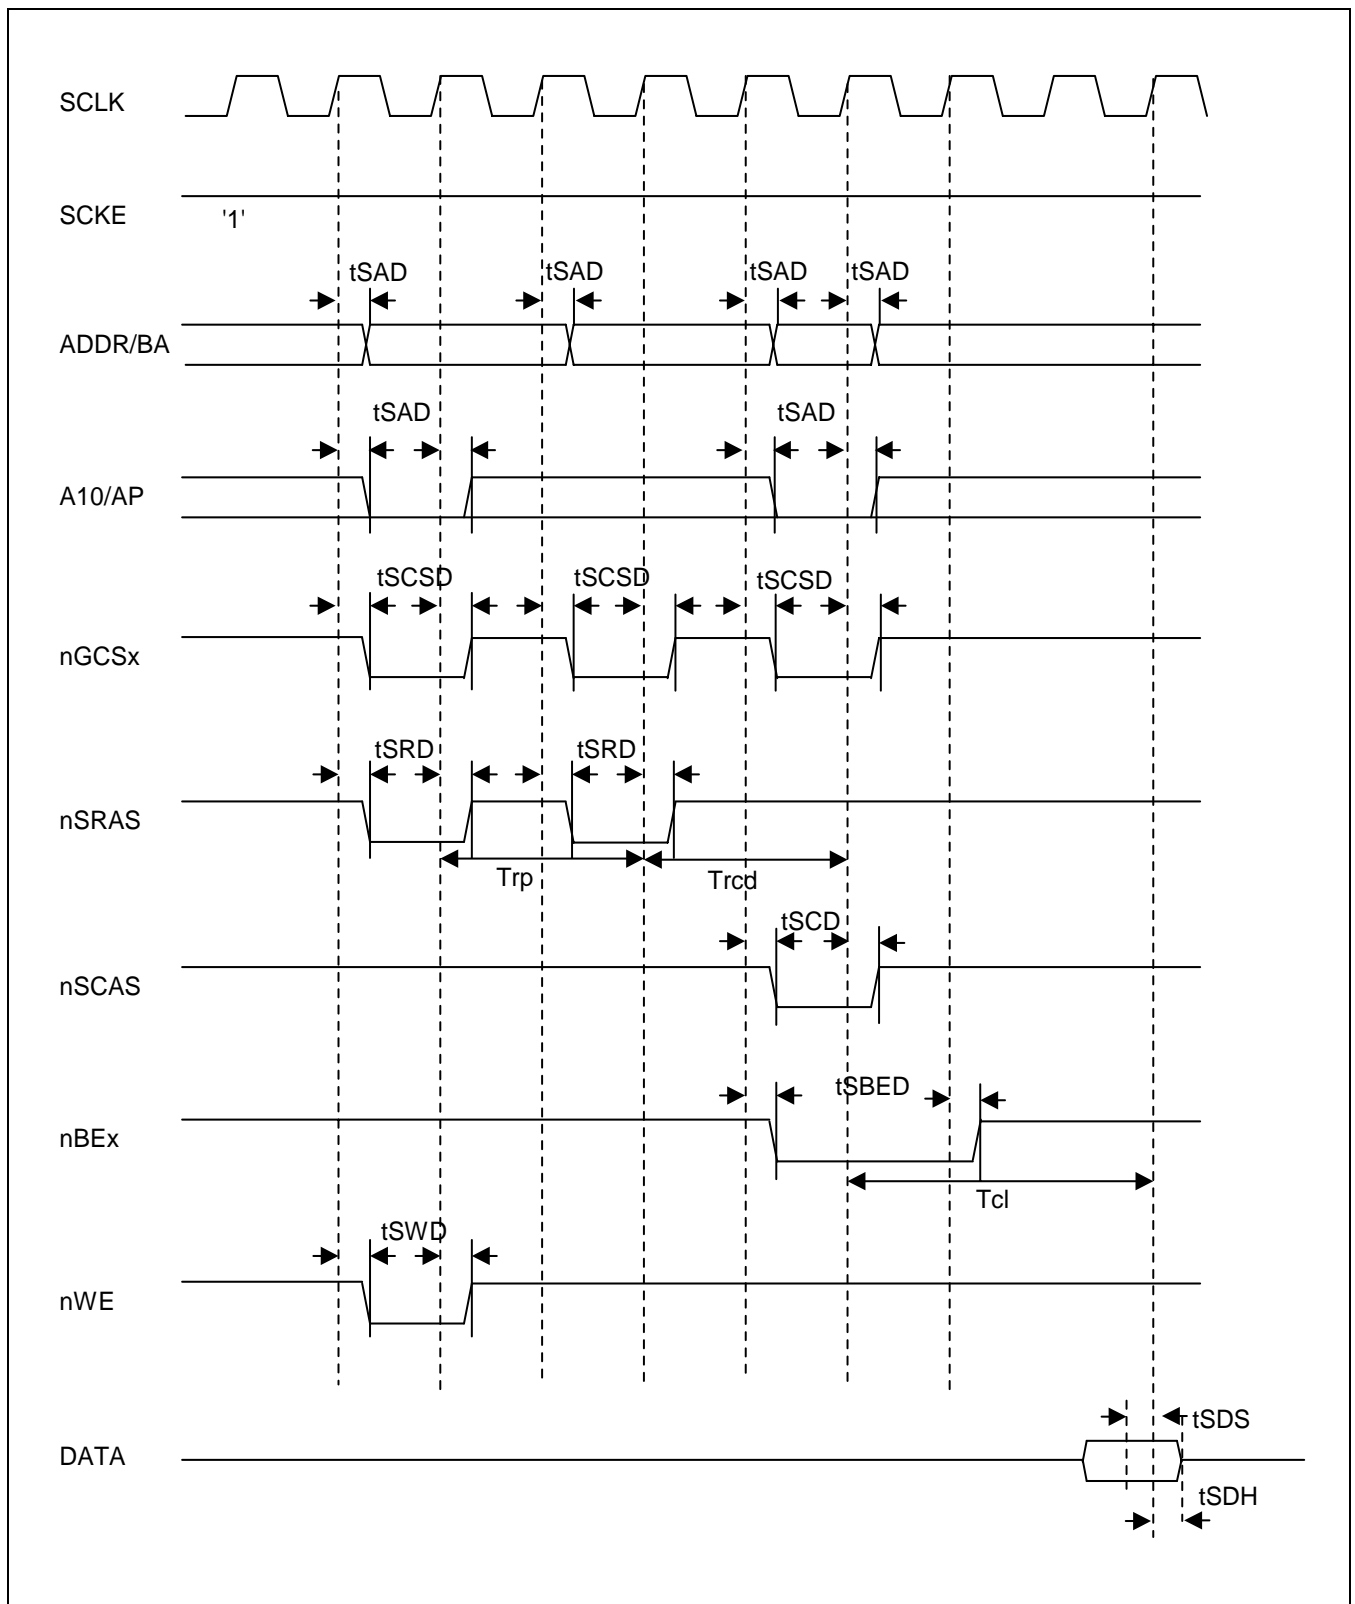 SCLK
SCKE
'1'
tSAD
tSAD
tSAD
tSAD
ADDR/BA
tSAD
tSAD
A10/AP
tSCSD
tSCSD
tSCSD
nGCSx
tSRD
tSRD
nSRAS
Trp
Trcd
tSCD
nSCAS
tSBED
nBEx
Tcl
tSWD
nWE
tSDS
DATA
tSDH